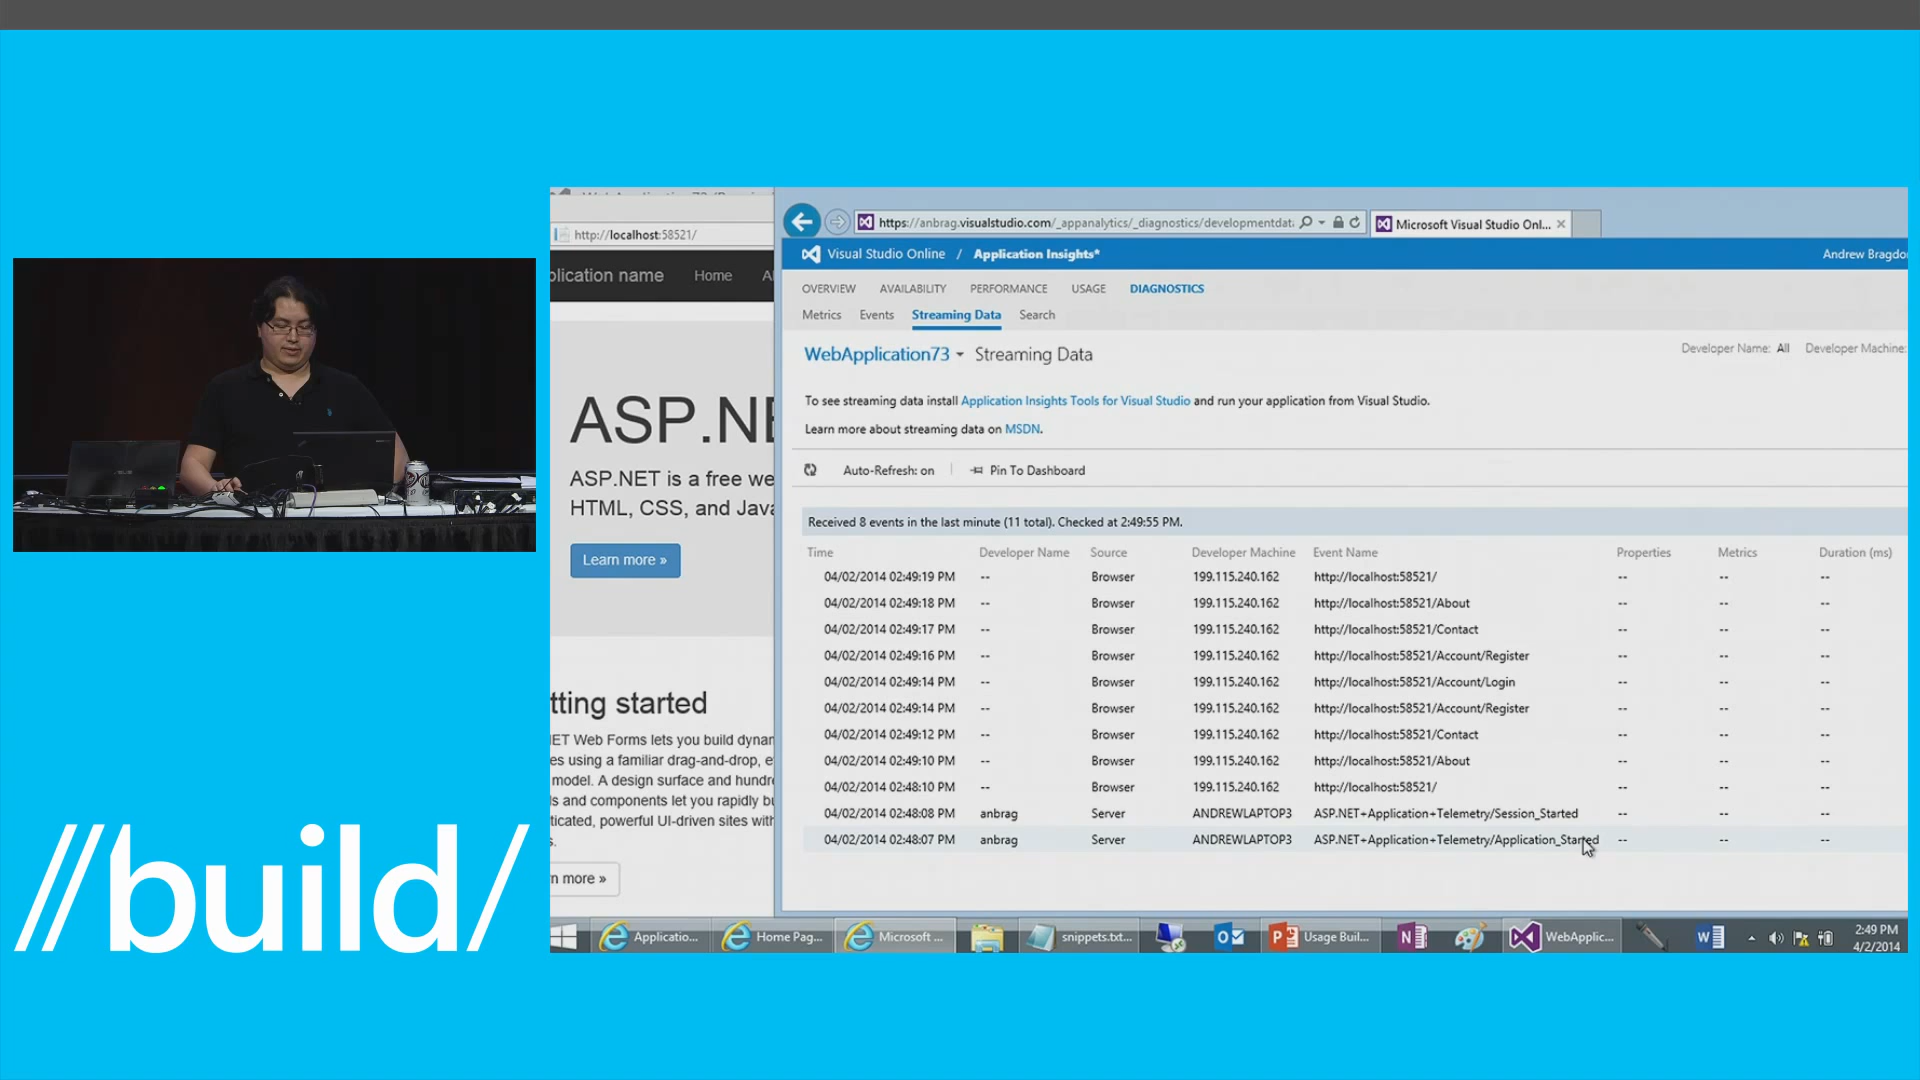 http://localhost:58521/
plication name
Home
ASP.NE
ASP.NET is a free we
HTML, CSS, and Java
Learn more »
tting started
ET Web Forms lets you build dynam
es using a familiar drag-and-drop, e
model. A design surface and hundre
s and components let you rapidly bu
ticated, powerful UI-driven sites with
s.
n more »
https://anbrag.visualstudio.com/_appanalytics/_diagnostics/developmentdat
Microsoft Visual Studio Onl...
Visual Studio Online / Application Insights*
Andrew Bragdo
OVERVIEW AVAILABILITY PERFORMANCE USAGE DIAGNOSTICS
Metrics Events Streaming Data Search
WebApplication73 Streaming Data
Developer Name: All Developer Machine:
To see streaming data install Application Insights Tools for Visual Studio and run your application from Visual Studio.
Learn more about streaming data on MSDN.
Auto-Refresh: on Pin To Dashboard
Received 8 events in the last minute (11 total). Checked at 2:49:55 PM.
Time Developer Name Source Developer Machine Event Name Properties Metrics Duration (ms)
04/02/2014 02:49:19 PM -- Browser 199.115.240.162 http://localhost:58521/ -- -- --
04/02/2014 02:49:18 PM -- Browser 199.115.240.162 http://localhost:58521/About -- -- --
04/02/2014 02:49:17 PM -- Browser 199.115.240.162 http://localhost:58521/Contact -- -- --
04/02/2014 02:49:16 PM -- Browser 199.115.240.162 http://localhost:58521/Account/Register -- -- --
04/02/2014 02:49:14 PM -- Browser 199.115.240.162 http://localhost:58521/Account/Login -- -- --
04/02/2014 02:49:14 PM -- Browser 199.115.240.162 http://localhost:58521/Account/Register -- -- --
04/02/2014 02:49:12 PM -- Browser 199.115.240.162 http://localhost:58521/Contact -- -- --
04/02/2014 02:49:10 PM -- Browser 199.115.240.162 http://localhost:58521/About -- -- --
04/02/2014 02:48:10 PM -- Browser 199.115.240.162 http://localhost:58521/ -- -- --
04/02/2014 02:48:08 PM anbrag Server ANDREWLAPTOP3 ASP.NET+Application+Telemetry/Session_Started -- -- --
04/02/2014 02:48:07 PM anbrag Server ANDREWLAPTOP3 ASP.NET+Application+Telemetry/Application_Started -- -- --
Applicatio... Home Pag... Microsoft ... snippets.txt... Usage Buil... WebApplic... 2:49 PM
4/2/2014
//build/